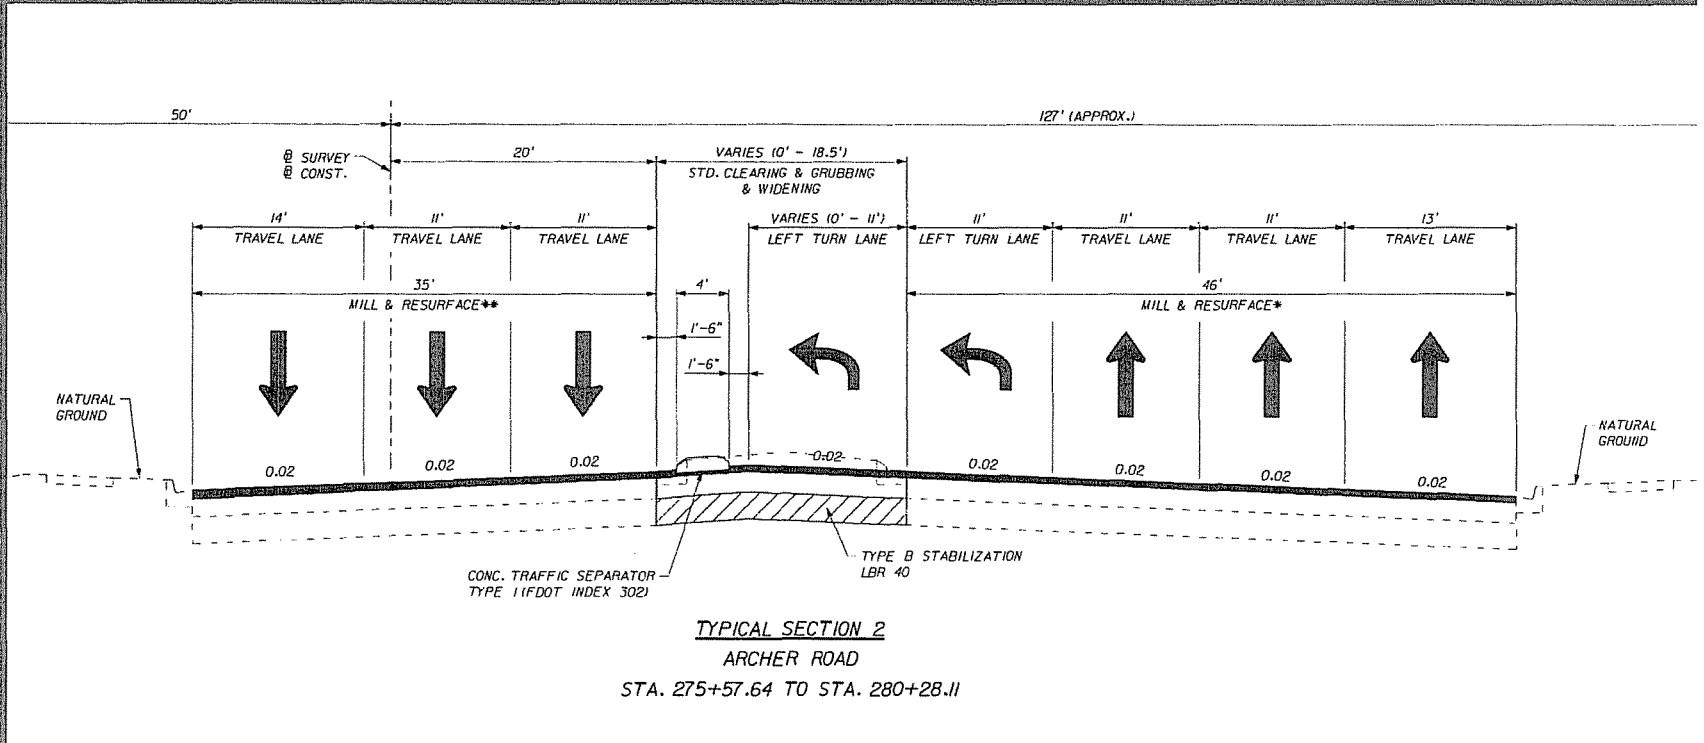 50'
127' (APPROX.)
℄ SURVEY
℄ CONST.
20'
VARIES (0' - 18.5')
STD. CLEARING & GRUBBING
& WIDENING
14'
TRAVEL LANE
11'
TRAVEL LANE
11'
TRAVEL LANE
VARIES (0' - 11')
LEFT TURN LANE
11'
LEFT TURN LANE
11'
TRAVEL LANE
11'
TRAVEL LANE
13'
TRAVEL LANE
35'
MILL & RESURFACE**
4'
46'
MILL & RESURFACE*
1'-6"
1'-6"
NATURAL
GROUND
NATURAL
GROUND
0.02
0.02
0.02
0.02
0.02
0.02
0.02
0.02
TYPE B STABILIZATION
LBR 40
CONC. TRAFFIC SEPARATOR
TYPE I (FDOT INDEX 302)
TYPICAL SECTION 2
ARCHER ROAD
STA. 275+57.64 TO STA. 280+28.11